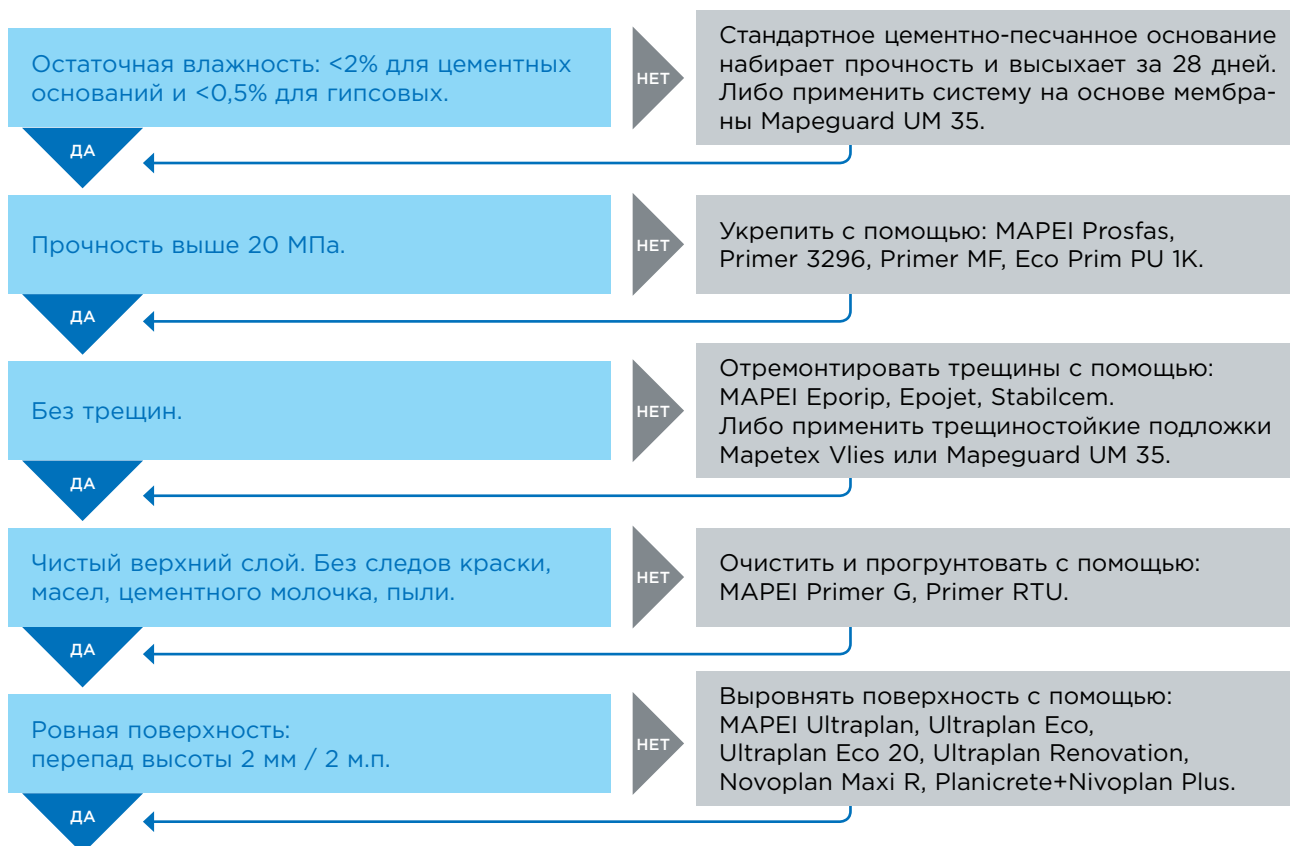 Остаточная влажность: <2% для цементных
оснований и <0,5% для гипсовых.
НЕТ
Стандартное цементно-песчанное основание
набирает прочность и высыхает за 28 дней.
Либо применить систему на основе мембра-
ны Mapeguard UM 35.
ДА
Прочность выше 20 МПа.
НЕТ
Укрепить с помощью: MAPEI Prosfas,
Primer 3296, Primer MF, Eco Prim PU 1K.
ДА
Без трещин.
НЕТ
Отремонтировать трещины с помощью:
MAPEI Eporip, Epojet, Stabilcem.
Либо применить трещиностойкие подложки
Mapetex Vlies или Mapeguard UM 35.
ДА
Чистый верхний слой. Без следов краски,
масел, цементного молочка, пыли.
НЕТ
Очистить и прогрунтовать с помощью:
MAPEI Primer G, Primer RTU.
ДА
Ровная поверхность:
перепад высоты 2 мм / 2 м.п.
НЕТ
Выровнять поверхность с помощью:
MAPEI Ultraplan, Ultraplan Eco,
Ultraplan Eco 20, Ultraplan Renovation,
Novoplan Maxi R, Planicrete+Nivoplan Plus.
ДА